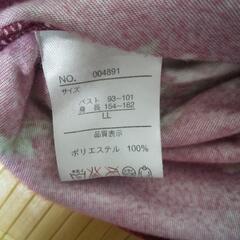 NO. 004891
サイズ
バスト 93-101
身長 154-162
LL
品質表示
ポリエステル 100%